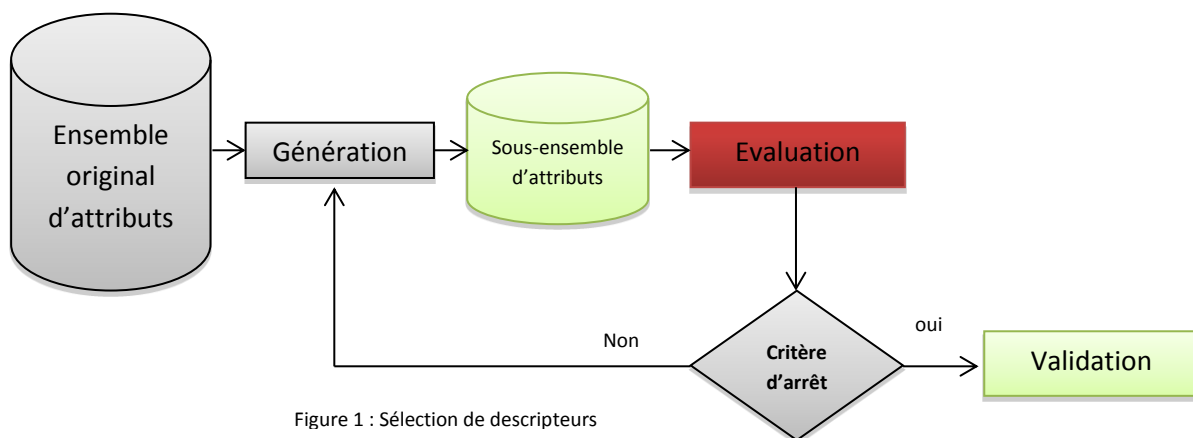 Ensemble
original
d’attributs
Génération
Sous-ensemble
d’attributs
Evaluation
Non
Critère
d’arrêt
oui
Validation
Figure 1 : Sélection de descripteurs